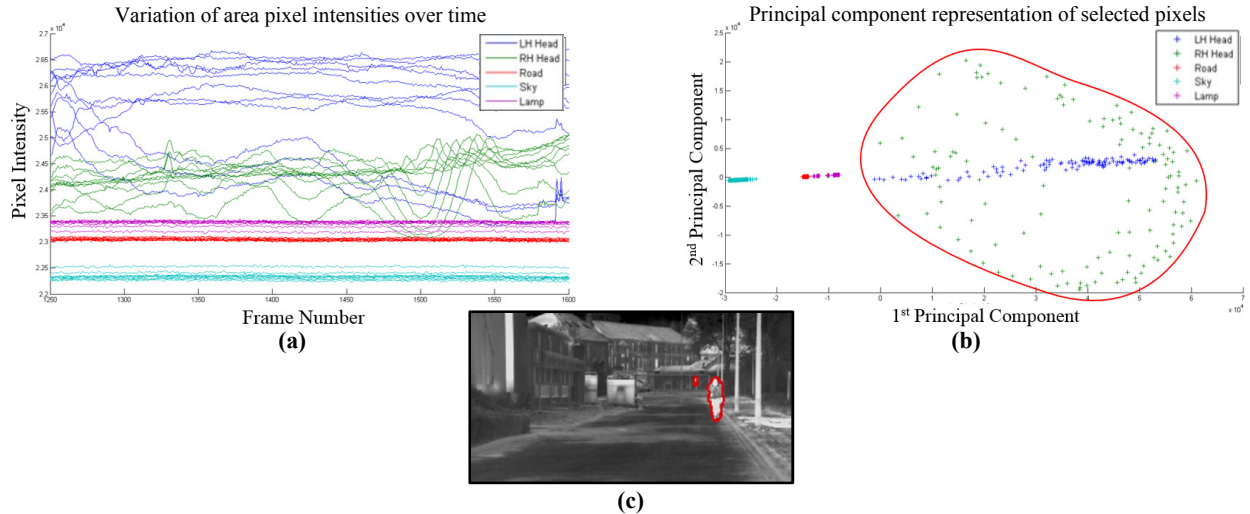 Variation of area pixel intensities over time
x 10⁴
2.7
2.65
2.6
2.55
2.5
2.45
2.4
2.35
2.3
2.25
2.2
Pixel Intensity
LH Head
RH Head
Road
Sky
Lamp
1250 1300 1350 1400 1450 1500 1550 1600
Frame Number
(a)
Principal component representation of selected pixels
x 10⁴
2.5
2
1.5
1
0.5
0
-0.5
-1
-1.5
-2
2nd Principal Component
LH Head
RH Head
Road
Sky
Lamp
-3 -2 -1 0 1 2 3 4 5 6 7
x 10⁴
1st Principal Component
(b)
(c)